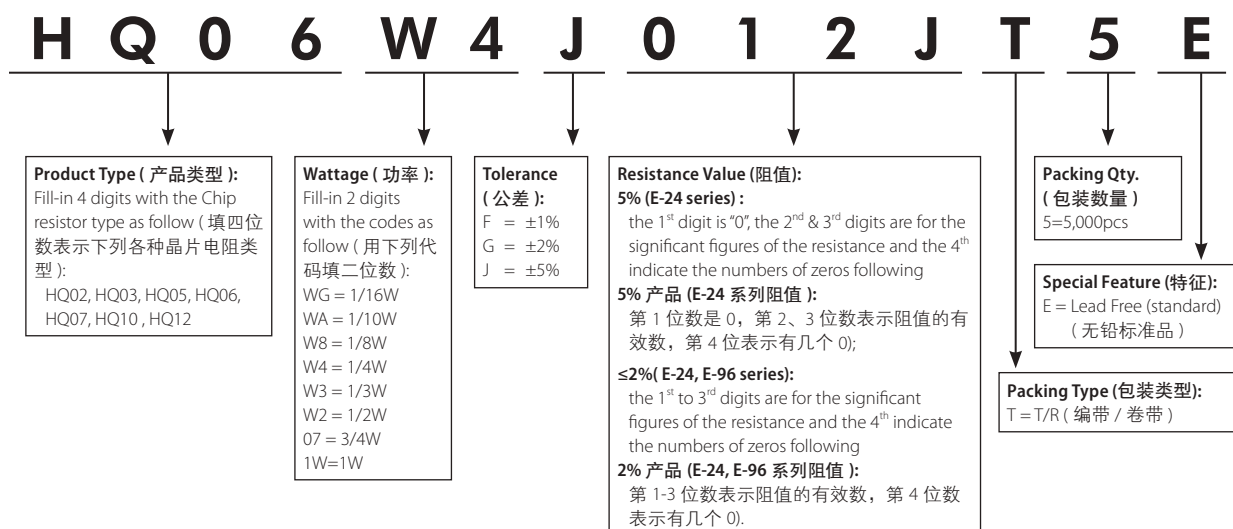 HQ06W4J012JT5E
Product Type ( 产品类型 ):
Fill-in 4 digits with the Chip
resistor type as follow ( 填四位
数表示下列各种晶片电阻类
型 ):
HQ02, HQ03, HQ05, HQ06,
HQ07, HQ10 , HQ12
Wattage ( 功率 ):
Fill-in 2 digits
with the codes as
follow ( 用下列代
码填二位数 ):
WG = 1/16W
WA = 1/10W
W8 = 1/8W
W4 = 1/4W
W3 = 1/3W
W2 = 1/2W
07 = 3/4W
1W=1W
Tolerance
( 公差 ):
F = ±1%
G = ±2%
J = ±5%
Resistance Value (阻值):
5% (E-24 series) :
the 1st digit is "0", the 2nd & 3rd digits are for the
significant figures of the resistance and the 4th
indicate the numbers of zeros following
5% 产品 (E-24 系列阻值 ):
第 1 位数是 0，第 2、3 位数表示阻值的有
效数，第 4 位表示有几个 0);
≤2%( E-24, E-96 series):
the 1st to 3rd digits are for the significant
figures of the resistance and the 4th indicate
the numbers of zeros following
2% 产品 (E-24, E-96 系列阻值 ):
第 1-3 位数表示阻值的有效数，第 4 位数
表示有几个 0).
Packing Qty.
( 包装数量 )
5=5,000pcs
Special Feature (特征):
E = Lead Free (standard)
( 无铅标准品 )
Packing Type (包装类型):
T = T/R ( 编带 / 卷带 )